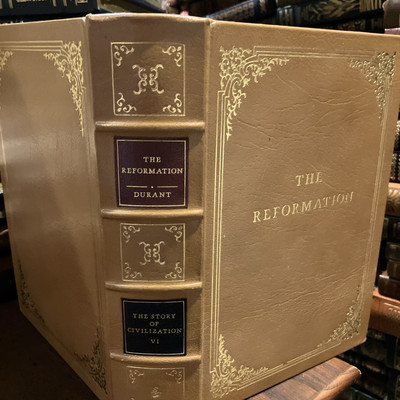 THE
REFORMATION
DURANT
THE STORY
OF
CIVILIZATION
VI
THE
REFORMATION